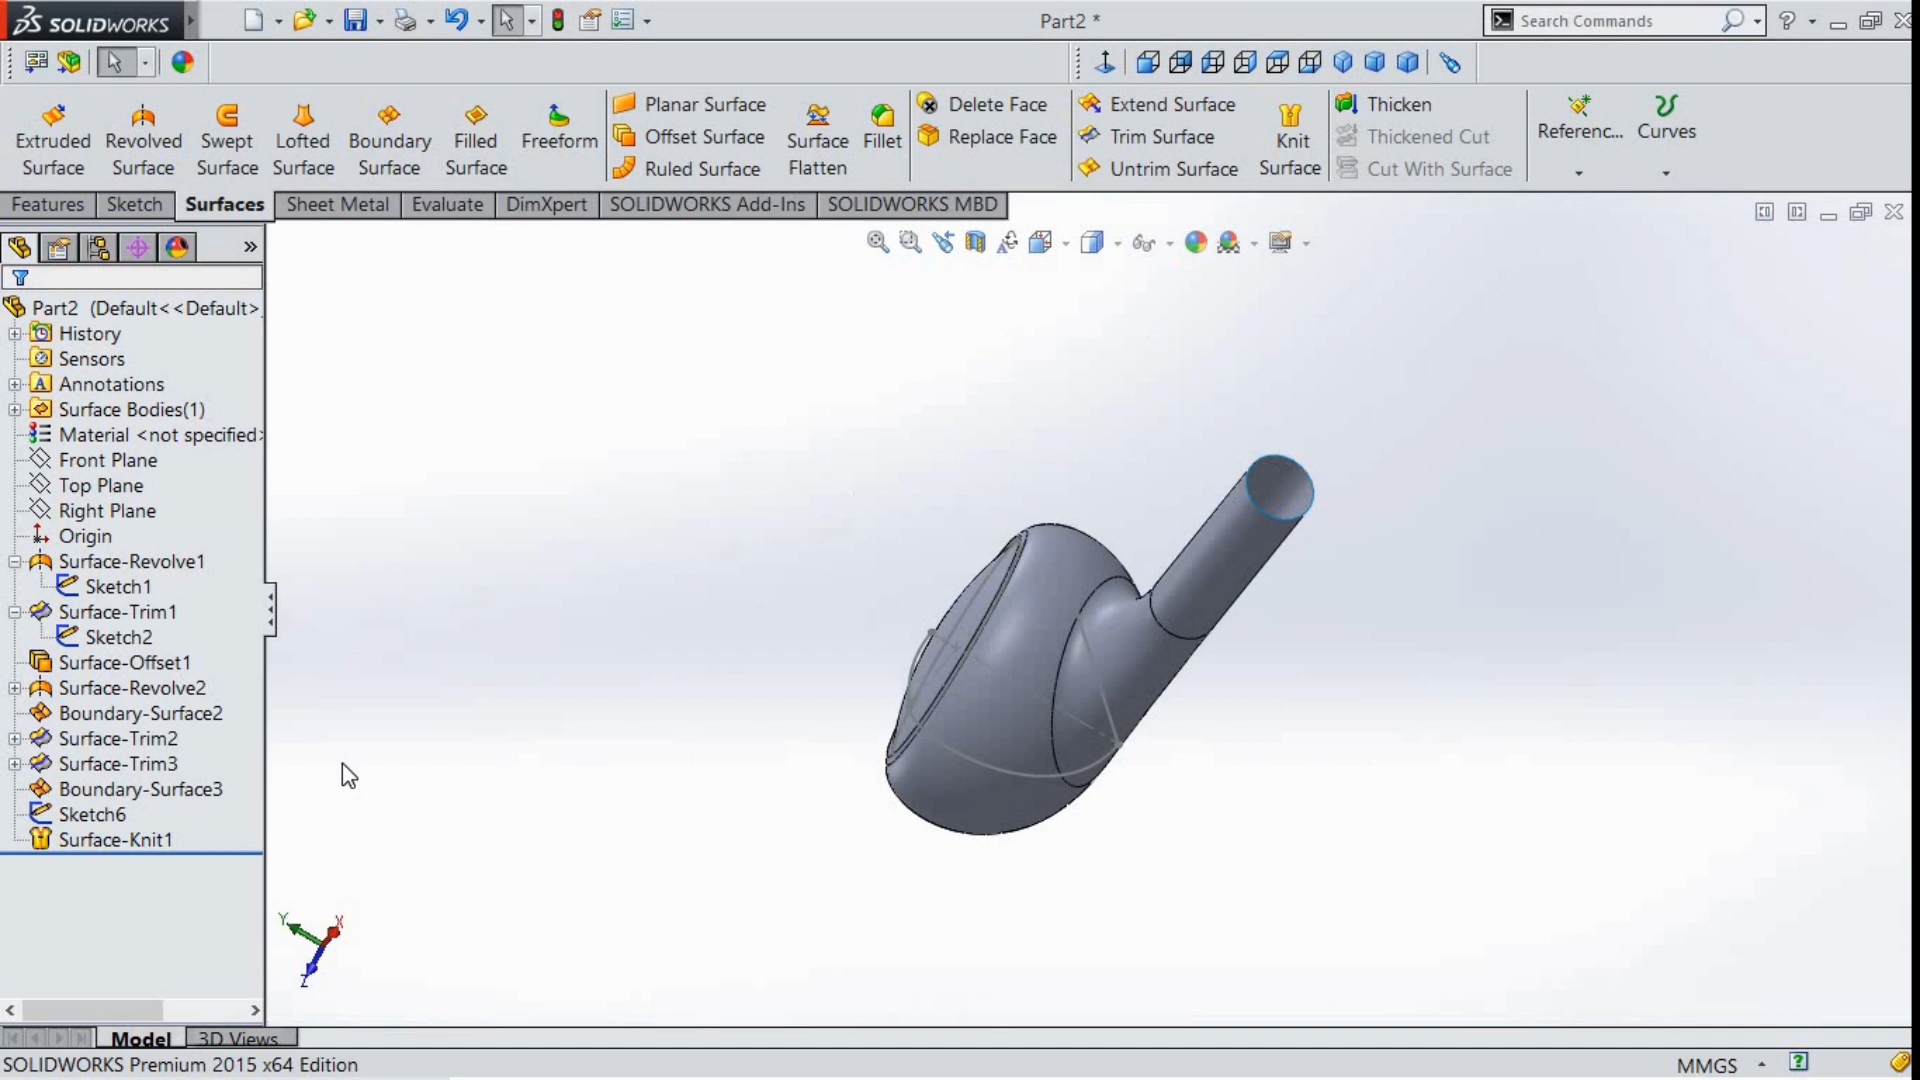 SOLIDWORKS
Part2 *
Search Commands
?
Extruded Surface
Revolved Surface
Swept Surface
Lofted Surface
Boundary Surface
Filled Surface
Freeform
Planar Surface
Offset Surface
Ruled Surface
Surface Flatten
Fillet
Delete Face
Replace Face
Extend Surface
Trim Surface
Untrim Surface
Knit Surface
Thicken
Thickened Cut
Cut With Surface
Referenc...
Curves
Features
Sketch
Surfaces
Sheet Metal
Evaluate
DimXpert
SOLIDWORKS Add-Ins
SOLIDWORKS MBD
»
Part2 (Default<<Default>
History
Sensors
Annotations
Surface Bodies(1)
Material <not specified>
Front Plane
Top Plane
Right Plane
Origin
Surface-Revolve1
Sketch1
Surface-Trim1
Sketch2
Surface-Offset1
Surface-Revolve2
Boundary-Surface2
Surface-Trim2
Surface-Trim3
Boundary-Surface3
Sketch6
Surface-Knit1
Y
X
Z
Model
3D Views
SOLIDWORKS Premium 2015 x64 Edition
MMGS
?